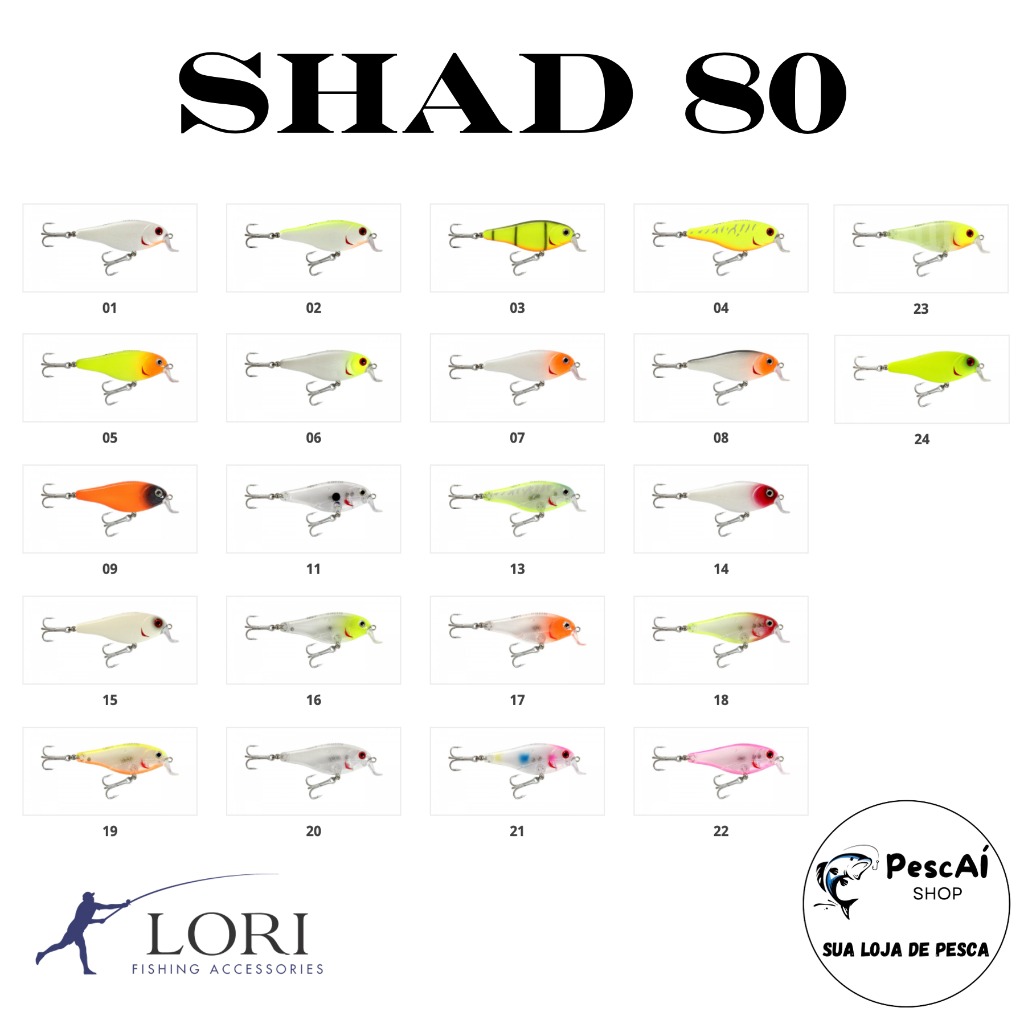 SHAD 80
01 02 03 04 23
05 06 07 08 24
09 11 13 14
15 16 17 18
19 20 21 22
LORI
FISHING ACCESSORIES
PescAÍ
SHOP
SUA LOJA DE PESCA